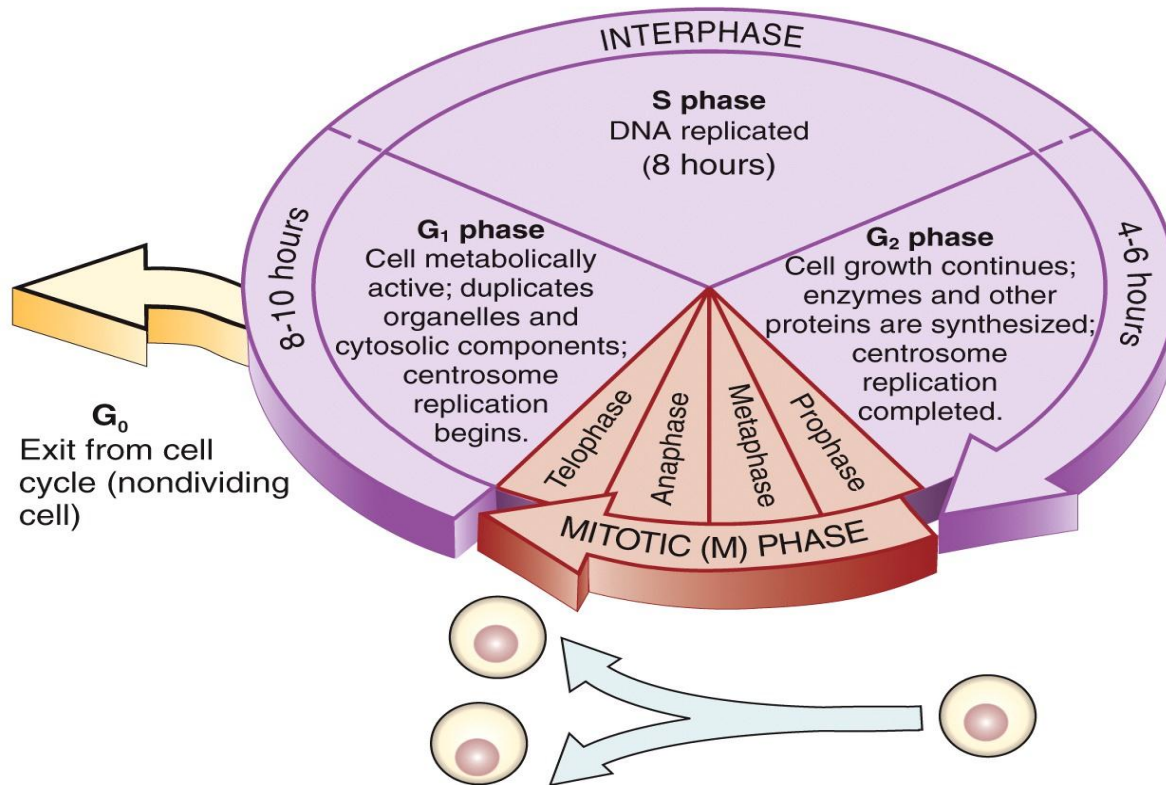 INTERPHASE
S phase
DNA replicated
(8 hours)
G₁ phase
Cell metabolically
active; duplicates
organelles and
cytosolic components;
centrosome
replication
begins.
8-10 hours
G₂ phase
Cell growth continues;
enzymes and other
proteins are synthesized;
centrosome
replication
completed.
4-6 hours
G₀
Exit from cell
cycle (nondividing
cell)
Telophase
Anaphase
Metaphase
Prophase
MITOTIC (M) PHASE